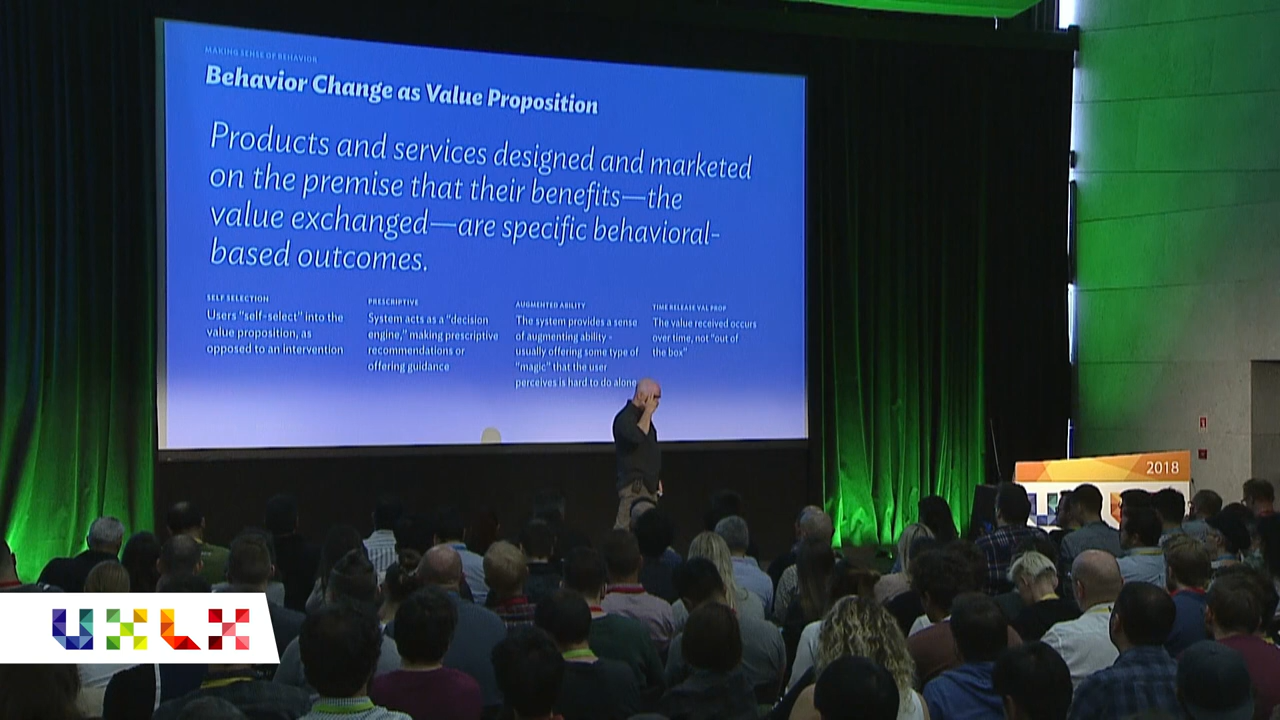 MAKING SENSE OF BEHAVIOR
Behavior Change as Value Proposition
Products and services designed and marketed
on the premise that their benefits—the
value exchanged—are specific behavioral-
based outcomes.
SELF SELECTION
Users "self-select" into the
value proposition, as
opposed to an intervention
PRESCRIPTIVE
System acts as a "decision
engine," making prescriptive
recommendations or
offering guidance
AUGMENTED ABILITY
The system provides a sense
of augmenting ability -
usually offering some type of
"magic" that the user
perceives is hard to do alone
TIME RELEASE VAL PROP
The value received occurs
over time, not "out of
the box"
2018
UXLX